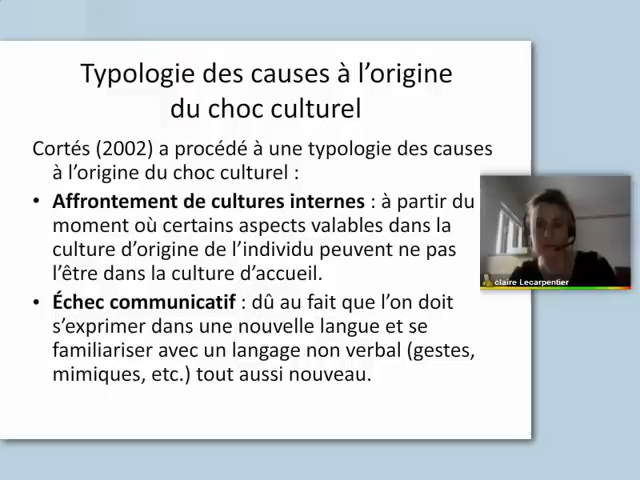 Typologie des causes à l’origine
du choc culturel
Cortés (2002) a procédé à une typologie des causes
à l’origine du choc culturel :
• Affrontement de cultures internes : à partir du
moment où certains aspects valables dans la
culture d’origine de l’individu peuvent ne pas
l’être dans la culture d’accueil.
• Échec communicatif : dû au fait que l’on doit
s’exprimer dans une nouvelle langue et se
familiariser avec un langage non verbal (gestes,
mimiques, etc.) tout aussi nouveau.
claire Lecarpentier